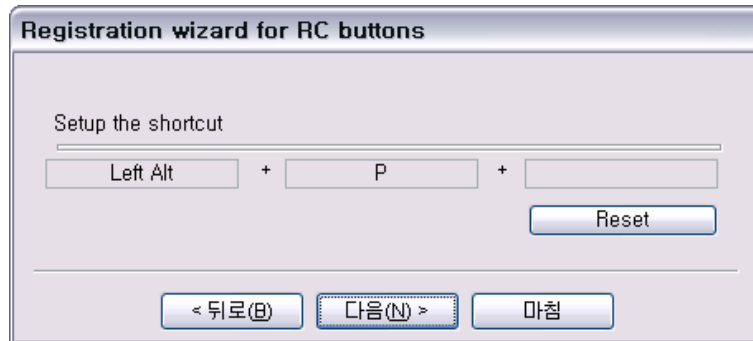 Registration wizard for RC buttons
Setup the shortcut
Left Alt + P +
Reset
< 뒤로(B) 다음(N) > 마침